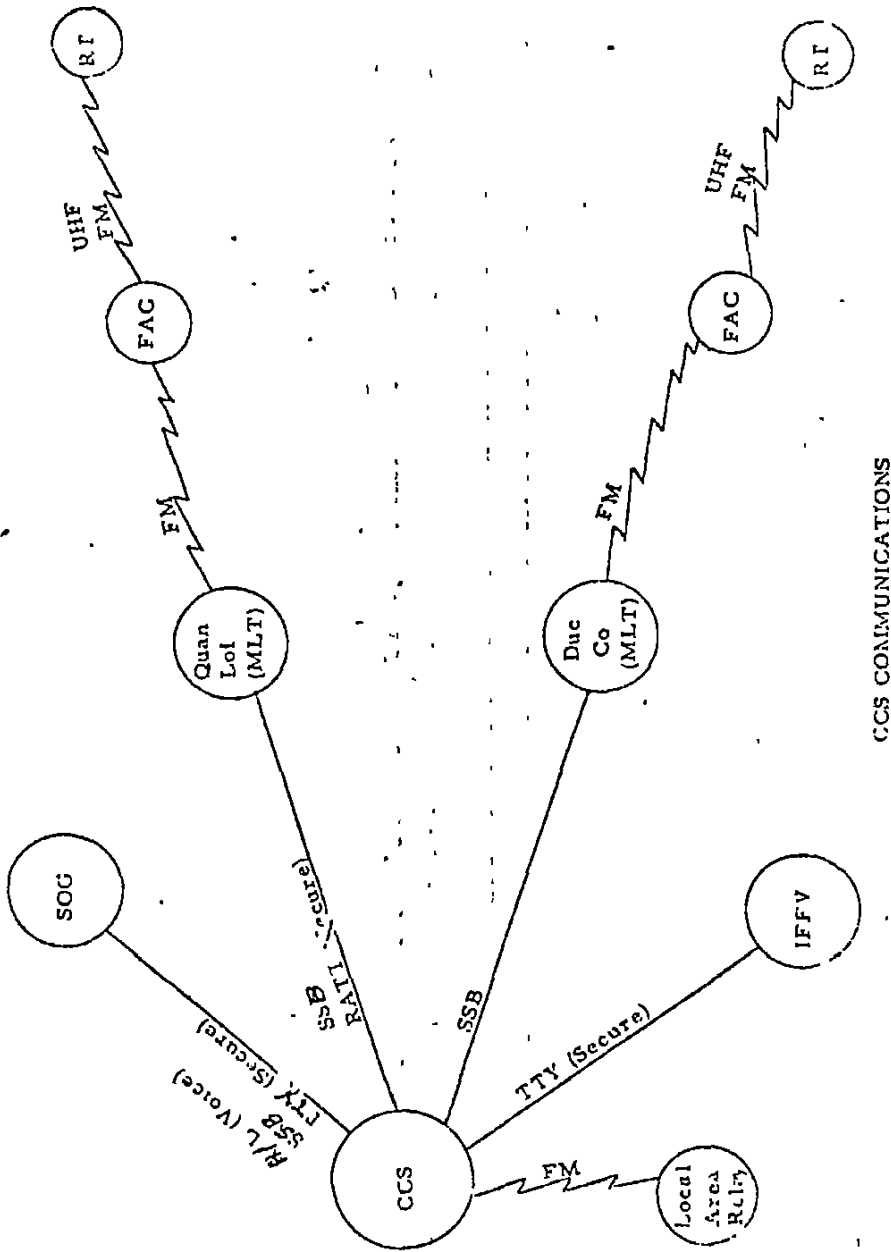 RT
UHF
FM
FAC
FM
Quan
Loi
(MLT)
SOG
SSB
RATT
R/L (Voice)
SSB
TTY (Secure)
CCS
SSB
Duc
Co
(MLT)
FM
FAC
UHF
FM
RT
TTY (Secure)
IFFV
FM
Local
Area
CCS COMMUNICATIONS